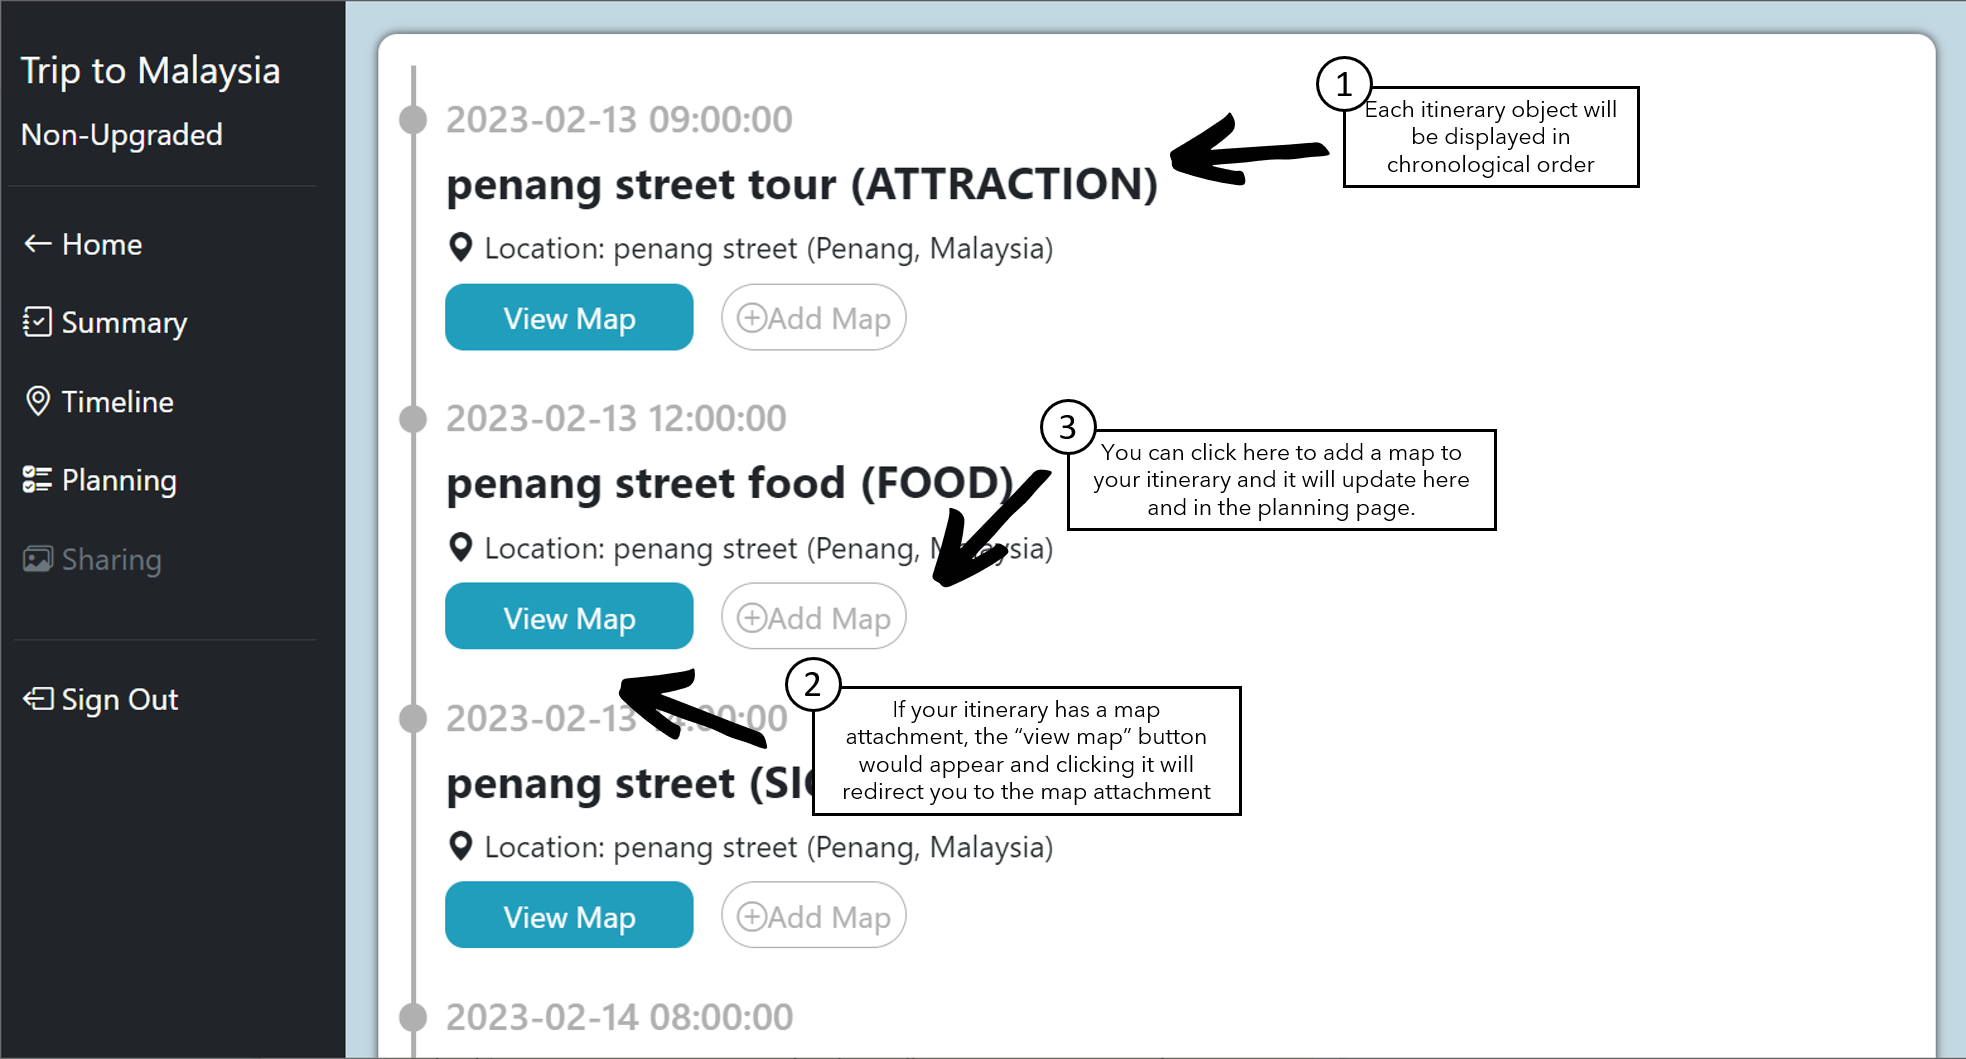 Trip to Malaysia
Non-Upgraded
Home
Summary
Timeline
Planning
Sharing
Sign Out
2023-02-13 09:00:00
penang street tour (ATTRACTION)
Location: penang street (Penang, Malaysia)
View Map
Add Map
1
Each itinerary object will
be displayed in
chronological order
2023-02-13 12:00:00
penang street food (FOOD)
Location: penang street (Penang, Malaysia)
View Map
Add Map
3
You can click here to add a map to
your itinerary and it will update here
and in the planning page.
2023-02-13
penang street
Location: penang street (Penang, Malaysia)
View Map
Add Map
2
If your itinerary has a map
attachment, the “view map” button
would appear and clicking it will
redirect you to the map attachment
2023-02-14 08:00:00